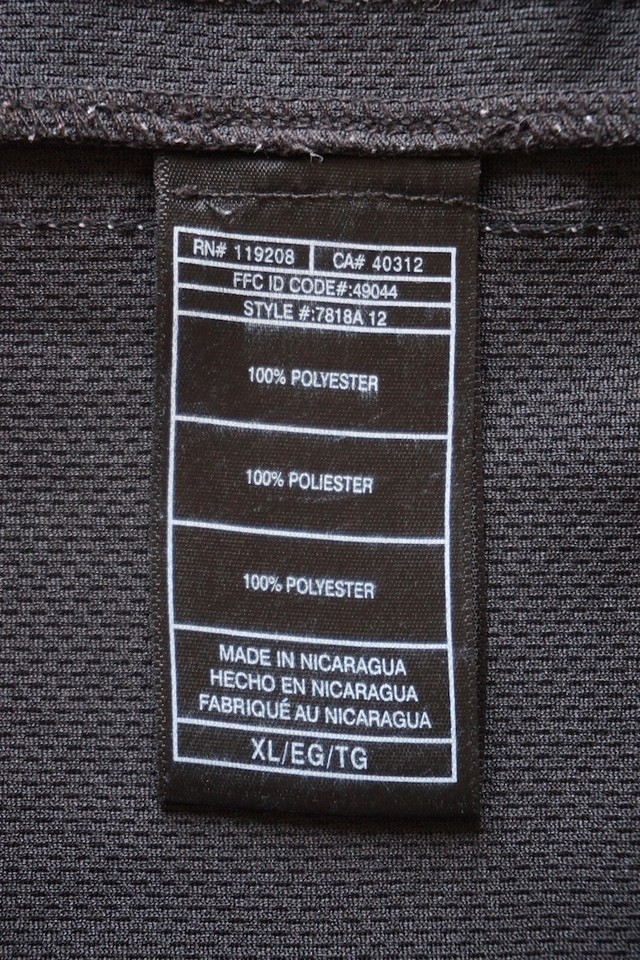 RN# 119208 CA# 40312
FFC ID CODE#:49044
STYLE #:7818A 12
100% POLYESTER
100% POLIESTER
100% POLYESTER
MADE IN NICARAGUA
HECHO EN NICARAGUA
FABRIQUÉ AU NICARAGUA
XL/EG/TG